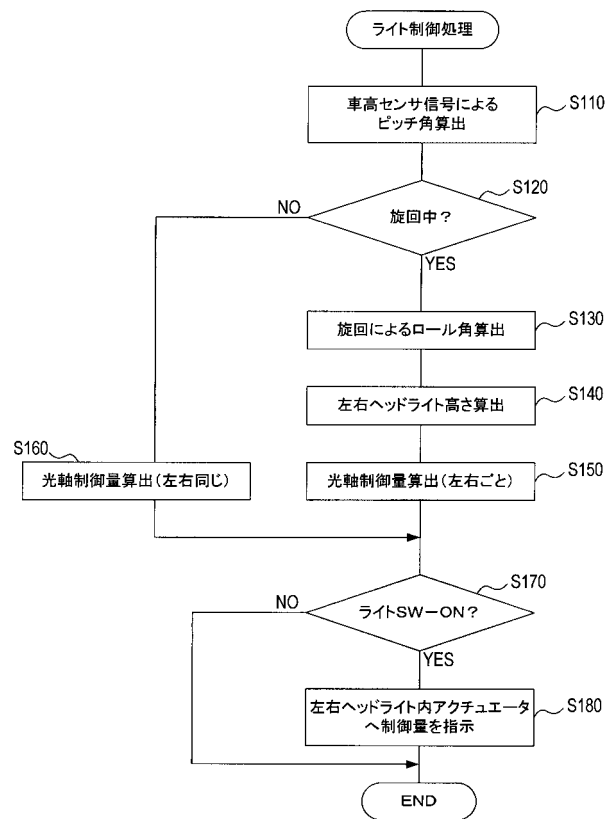 ライト制御処理
車高センサ信号による
ピッチ角算出
S110
S120
旋回中?
NO
YES
旋回によるロール角算出
S130
左右ヘッドライト高さ算出
S140
S160
光軸制御量算出(左右同じ)
光軸制御量算出(左右ごと)
S150
S170
ライトSW-ON?
NO
YES
左右ヘッドライト内アクチュエータ
へ制御量を指示
S180
END